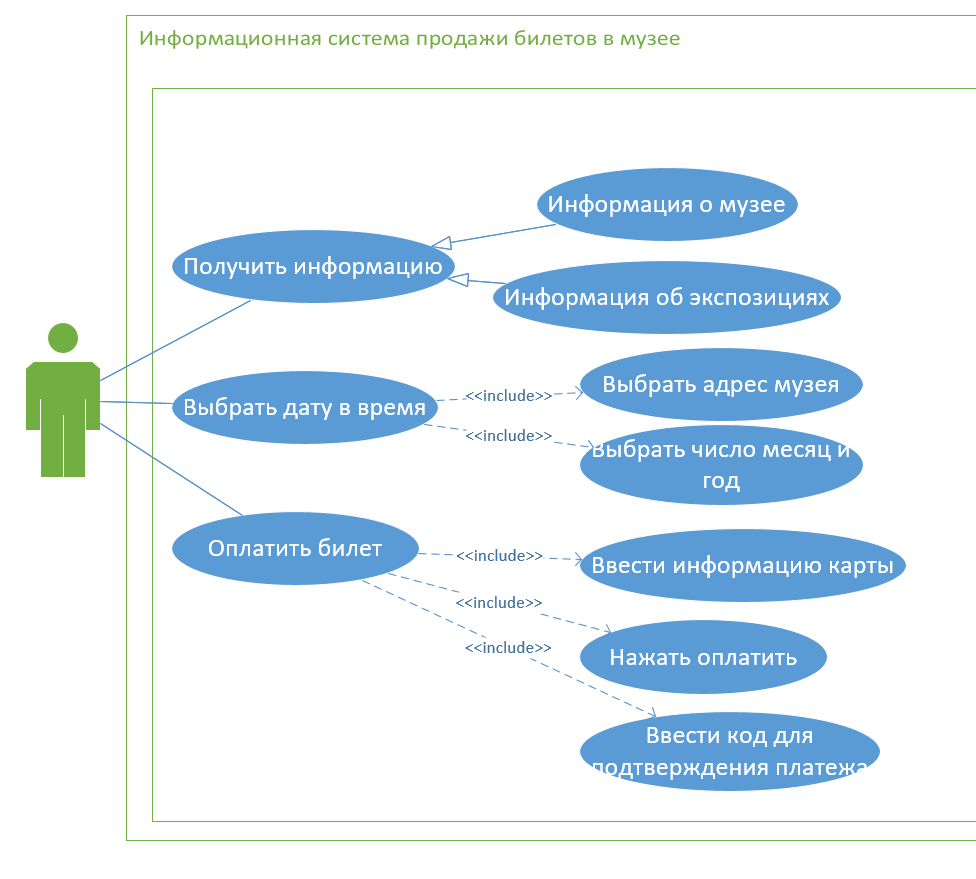 Информационная система продажи билетов в музее
Информация о музее
Получить информацию
Информация об экспозициях
Выбрать дату в время
<<include>>
Выбрать адрес музея
<<include>>
Выбрать число месяц и
год
Оплатить билет
<<include>>
Ввести информацию карты
<<include>>
Нажать оплатить
<<include>>
Ввести код для
подтверждения платежа